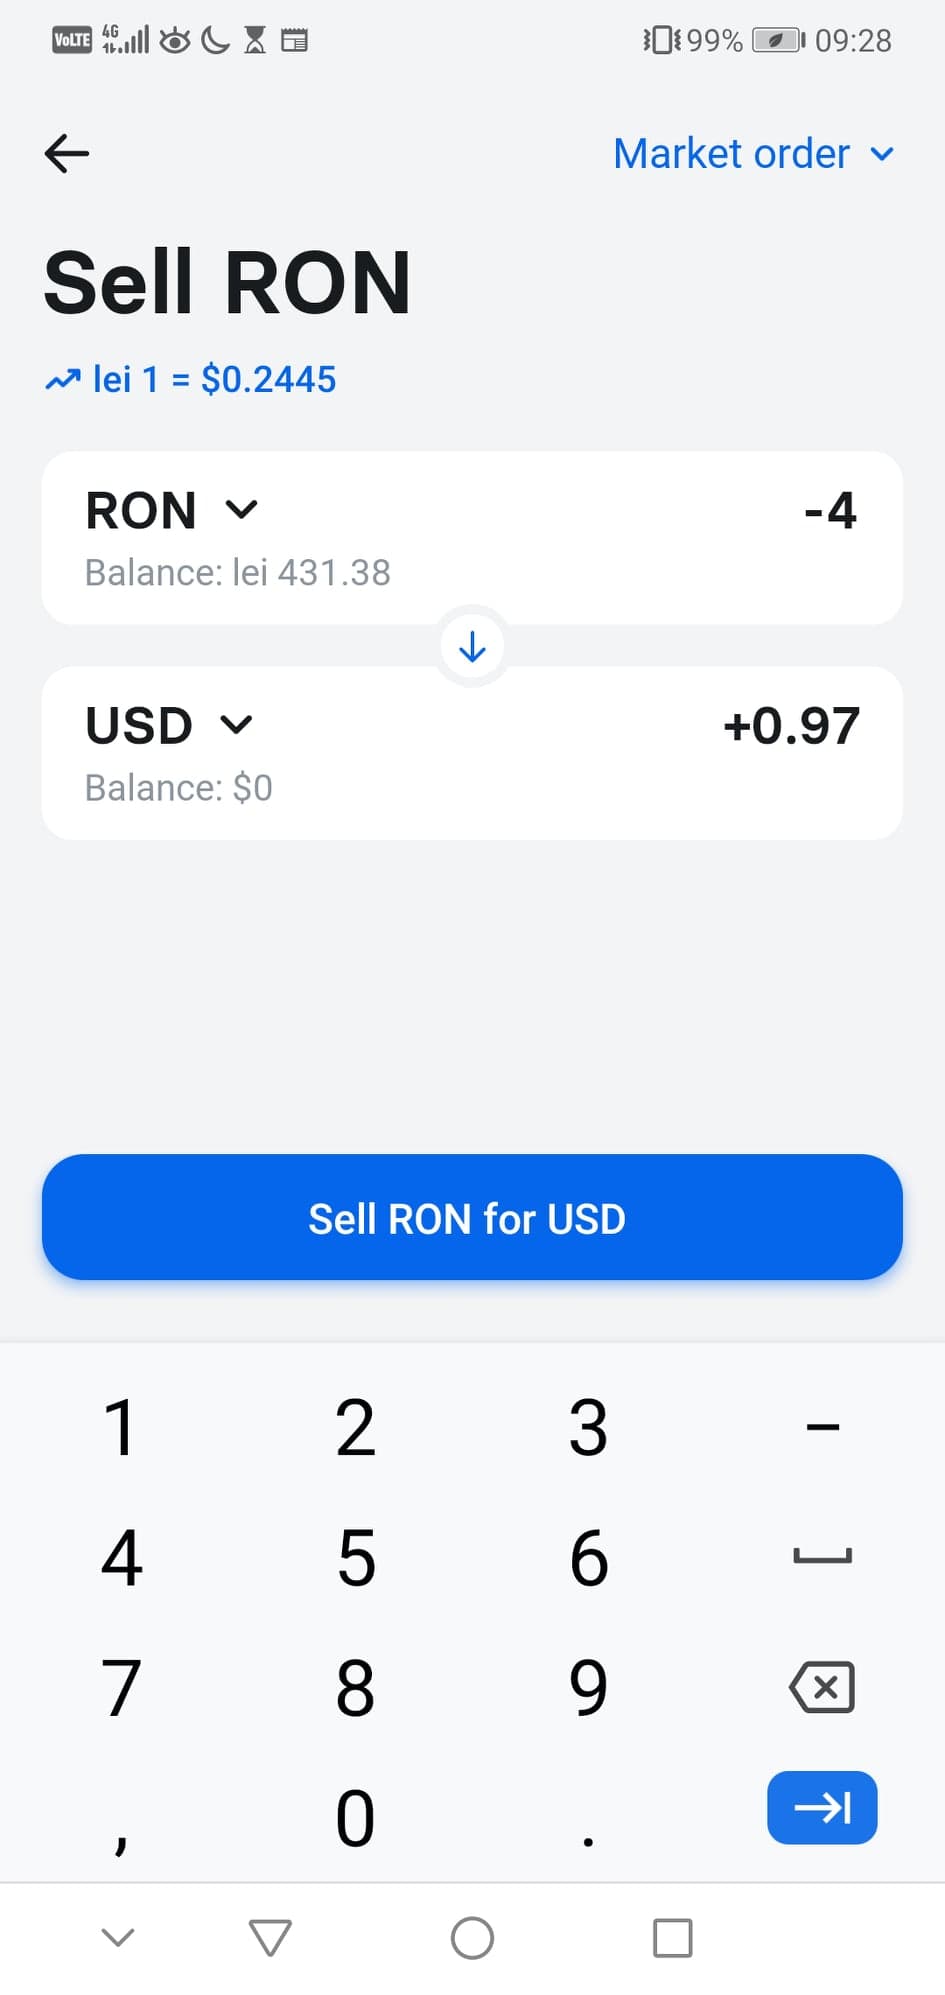 VoLTE 4G 99% 09:28
Market order
Sell RON
lei 1 = $0.2445
RON -4
Balance: lei 431.38
USD +0.97
Balance: $0
Sell RON for USD
1 2 3 –
4 5 6
7 8 9
, 0 .